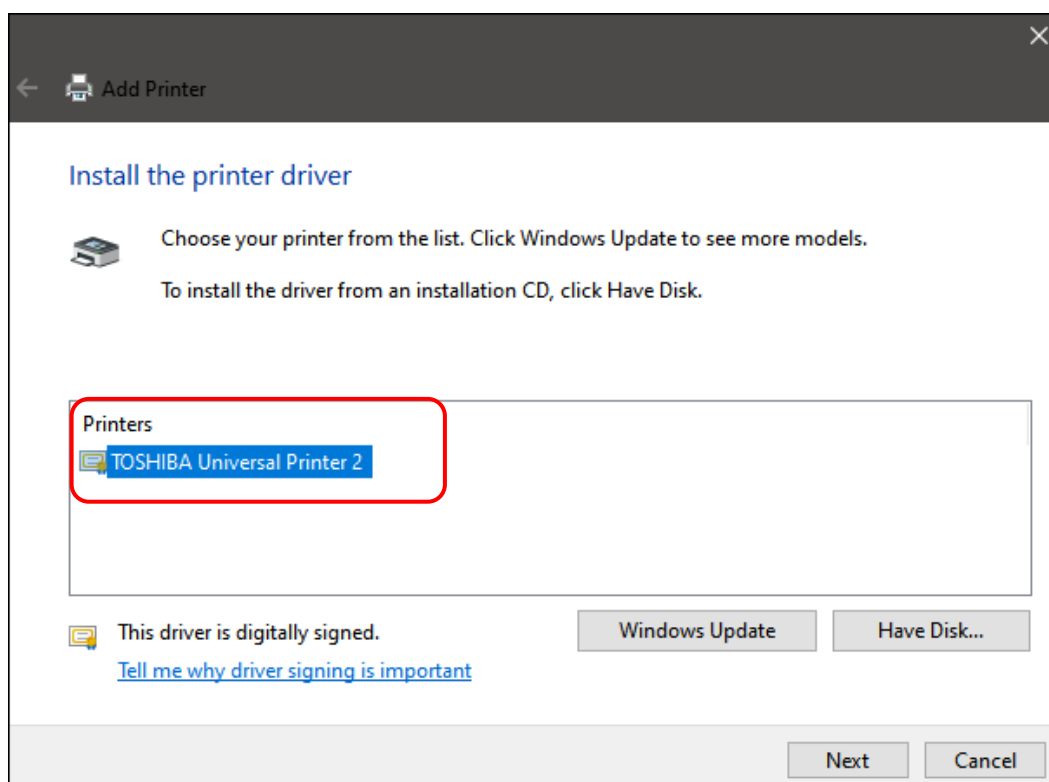 Add Printer
Install the printer driver
Choose your printer from the list. Click Windows Update to see more models.
To install the driver from an installation CD, click Have Disk.
Printers
TOSHIBA Universal Printer 2
This driver is digitally signed.
Windows Update
Have Disk...
Tell me why driver signing is important
Next
Cancel